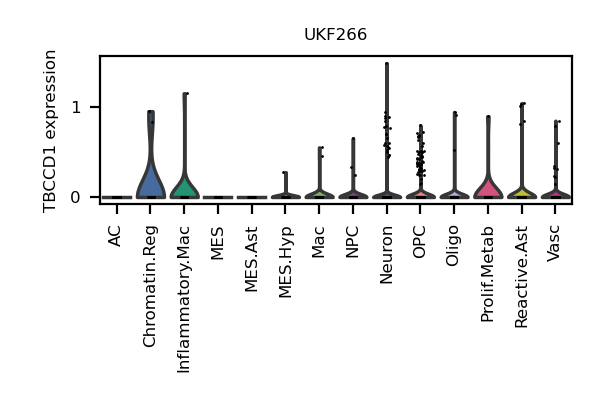 UKF266
TBCCD1 expression
1
0
AC
Chromatin.Reg
Inflammatory.Mac
MES
MES.Ast
MES.Hyp
Mac
NPC
Neuron
OPC
Oligo
Prolif.Metab
Reactive.Ast
Vasc